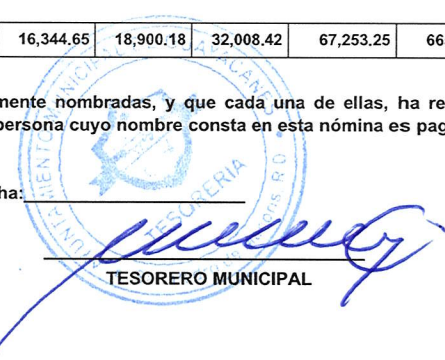 16,344.65 18,900.18 32,008.42 67,253.25 66
mente nombradas, y que cada una de ellas, ha re
persona cuyo nombre consta en esta nómina es pag
ha:
TESORERIA
TESORERO MUNICIPAL